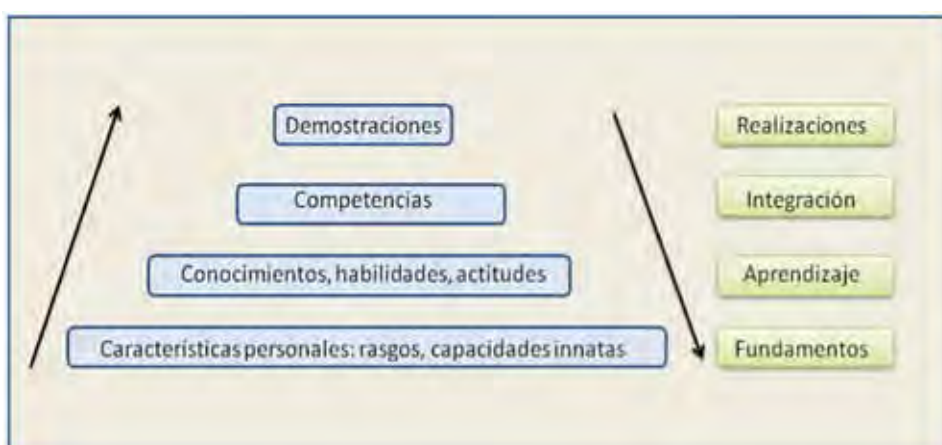 Demostraciones
Realizaciones
Competencias
Integración
Conocimientos, habilidades, actitudes
Aprendizaje
Características personales: rasgos, capacidades innatas
Fundamentos